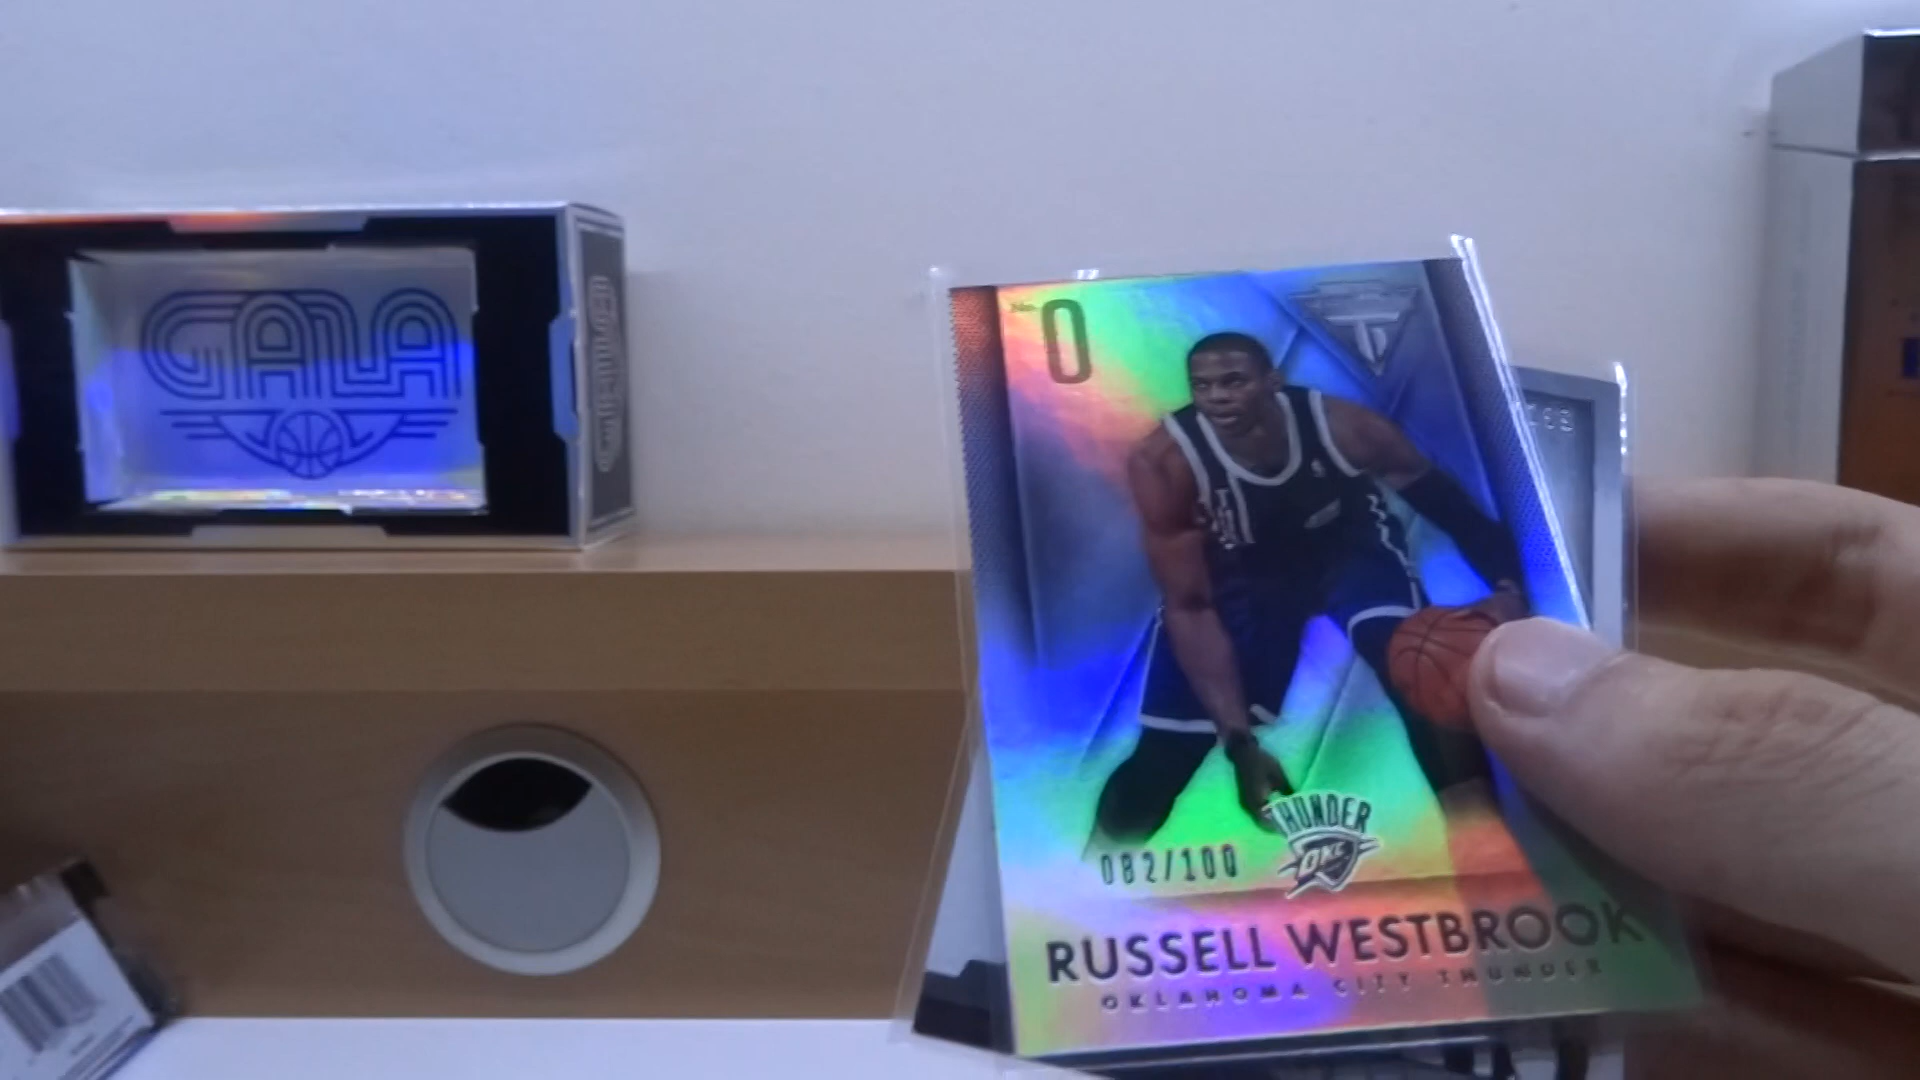 GALA
0
THUNDER
OKC
082/100
RUSSELL WESTBROOK
OKLAHOMA CITY THUNDER